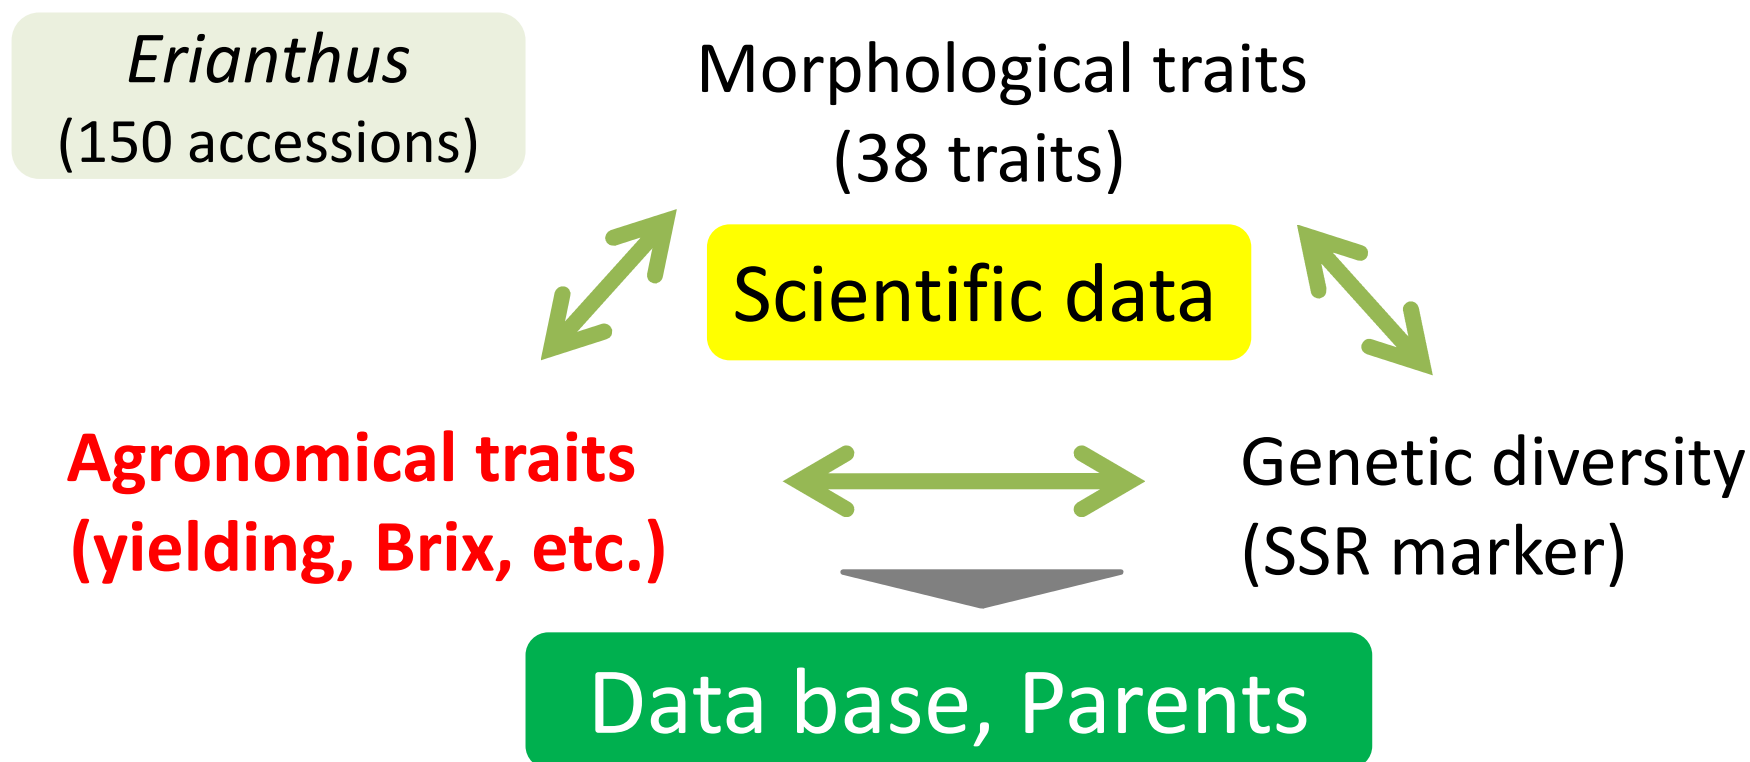 Erianthus
(150 accessions)
Morphological traits
(38 traits)
Scientific data
Agronomical traits
(yielding, Brix, etc.)
Genetic diversity
(SSR marker)
Data base, Parents